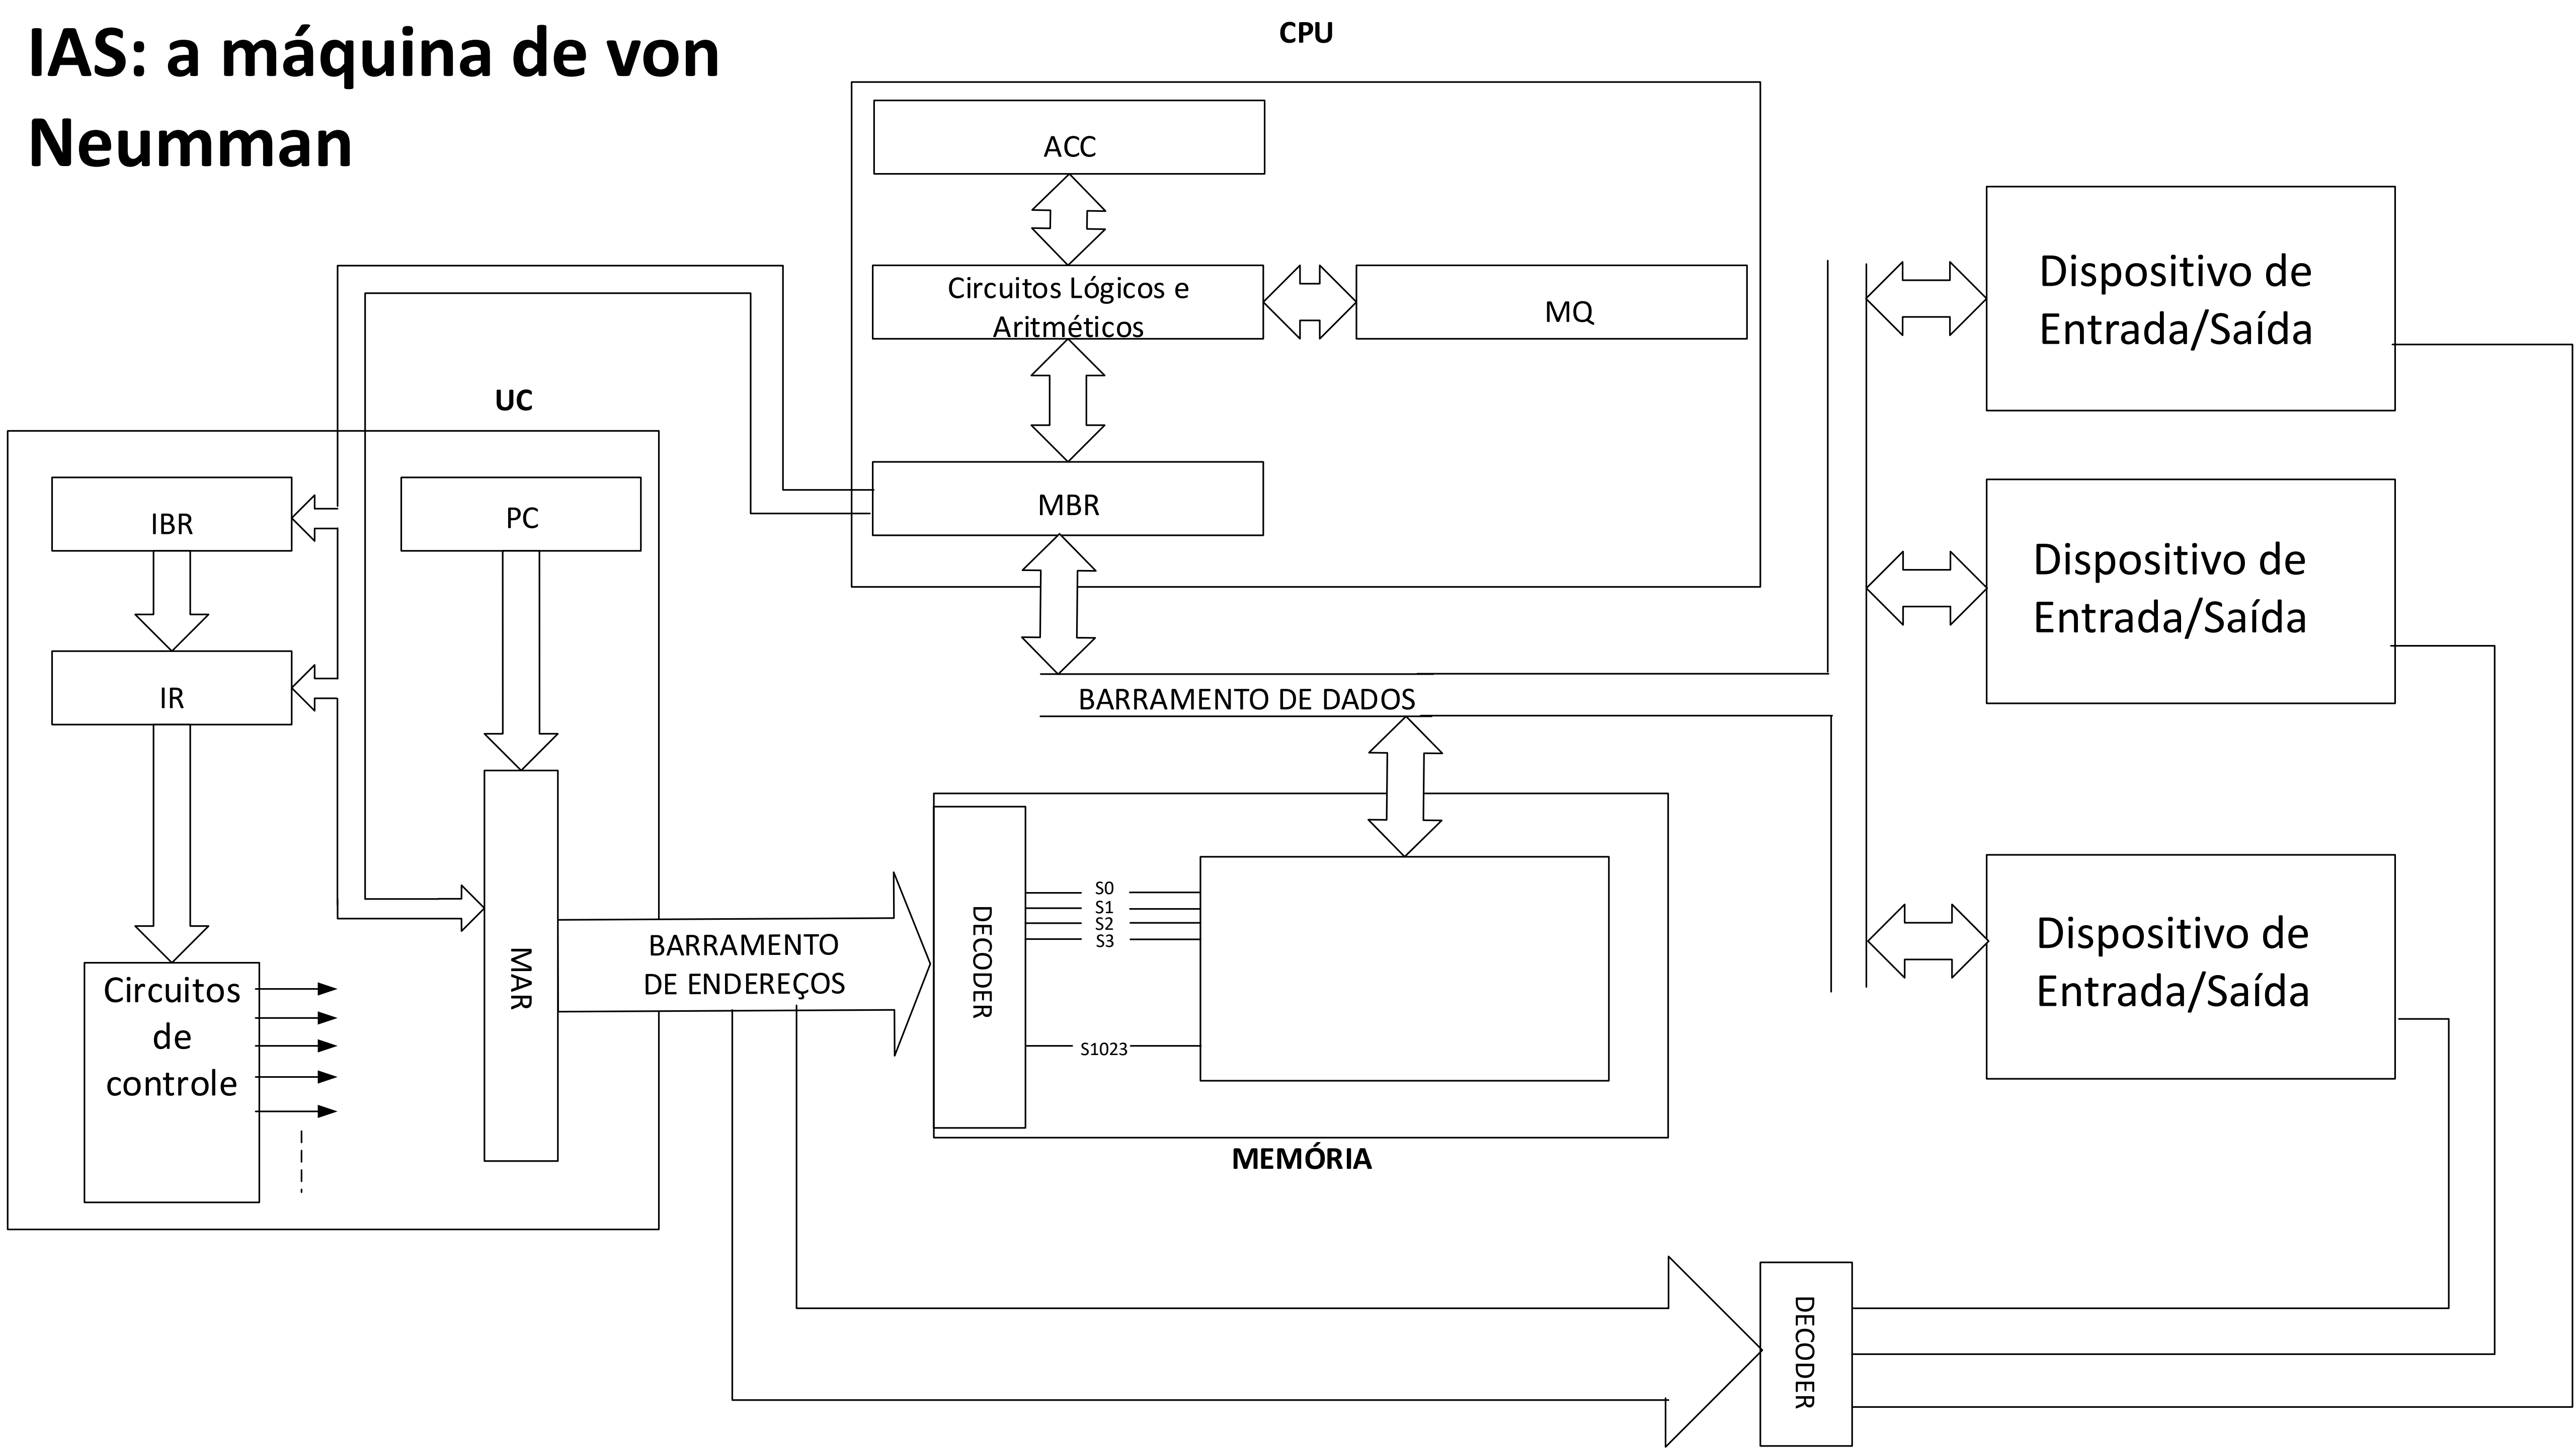 IAS: a máquina de von
Neumman
CPU
ACC
Circuitos Lógicos e
Aritméticos
MQ
MBR
UC
IBR
PC
IR
MAR
Circuitos
de
controle
BARRAMENTO DE DADOS
BARRAMENTO
DE ENDEREÇOS
DECODER
S0
S1
S2
S3
S1023
MEMÓRIA
Dispositivo de
Entrada/Saída
Dispositivo de
Entrada/Saída
Dispositivo de
Entrada/Saída
DECODER